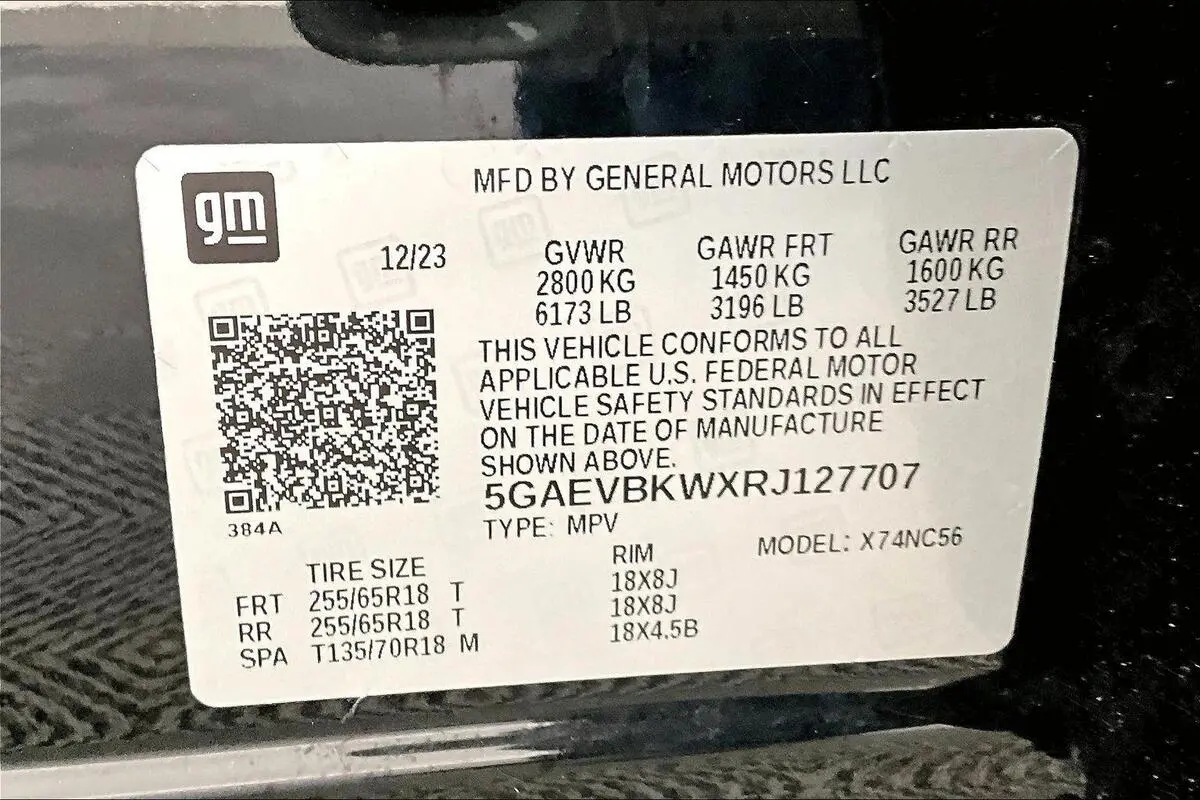 gm
MFD BY GENERAL MOTORS LLC
12/23 GVWR GAWR FRT GAWR RR
2800 KG 1450 KG 1600 KG
6173 LB 3196 LB 3527 LB
THIS VEHICLE CONFORMS TO ALL
APPLICABLE U.S. FEDERAL MOTOR
VEHICLE SAFETY STANDARDS IN EFFECT
ON THE DATE OF MANUFACTURE
SHOWN ABOVE.
5GAEVBKWXRJ127707
384A
TYPE: MPV MODEL: X74NC56
TIRE SIZE RIM
FRT 255/65R18 T 18X8J
RR 255/65R18 T 18X8J
SPA T135/70R18 M 18X4.5B